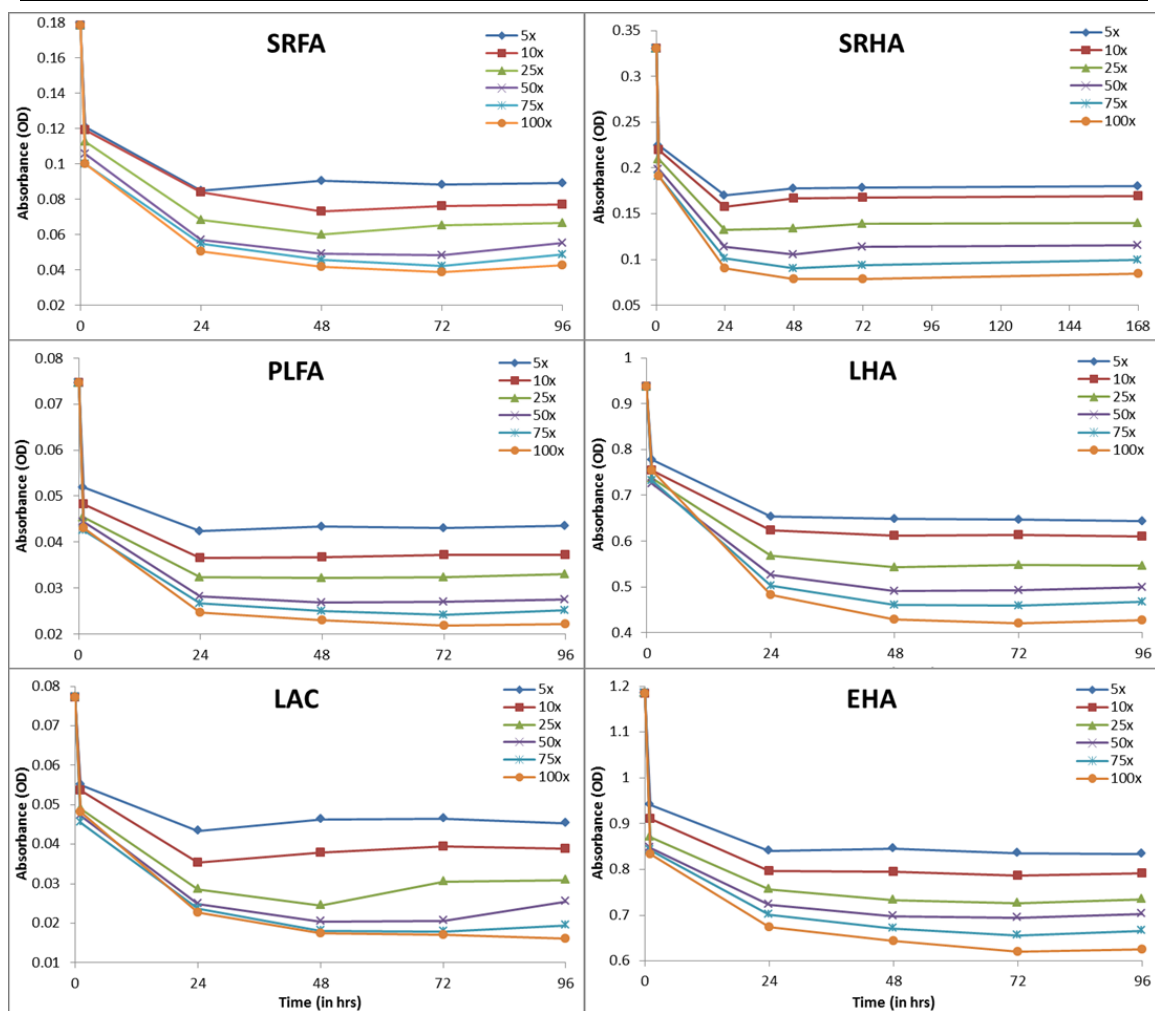 SRFA
5x
10x
25x
50x
75x
100x
Absorbance (OD)
0.18
0.16
0.14
0.12
0.1
0.08
0.06
0.04
0.02
0 24 48 72 96
SRHA
5x
10x
25x
50x
75x
100x
Absorbance (OD)
0.35
0.3
0.25
0.2
0.15
0.1
0.05
0 24 48 72 96 120 144 168
PLFA
5x
10x
25x
50x
75x
100x
Absorbance (OD)
0.08
0.07
0.06
0.05
0.04
0.03
0.02
0 24 48 72 96
LHA
5x
10x
25x
50x
75x
100x
Absorbance (OD)
1
0.9
0.8
0.7
0.6
0.5
0.4
0 24 48 72 96
LAC
5x
10x
25x
50x
75x
100x
Absorbance (OD)
0.08
0.07
0.06
0.05
0.04
0.03
0.02
0.01
0 24 48 72 96
Time (in hrs)
EHA
5x
10x
25x
50x
75x
100x
Absorbance (OD)
1.2
1.1
1
0.9
0.8
0.7
0.6
0 24 48 72 96
Time (in hrs)